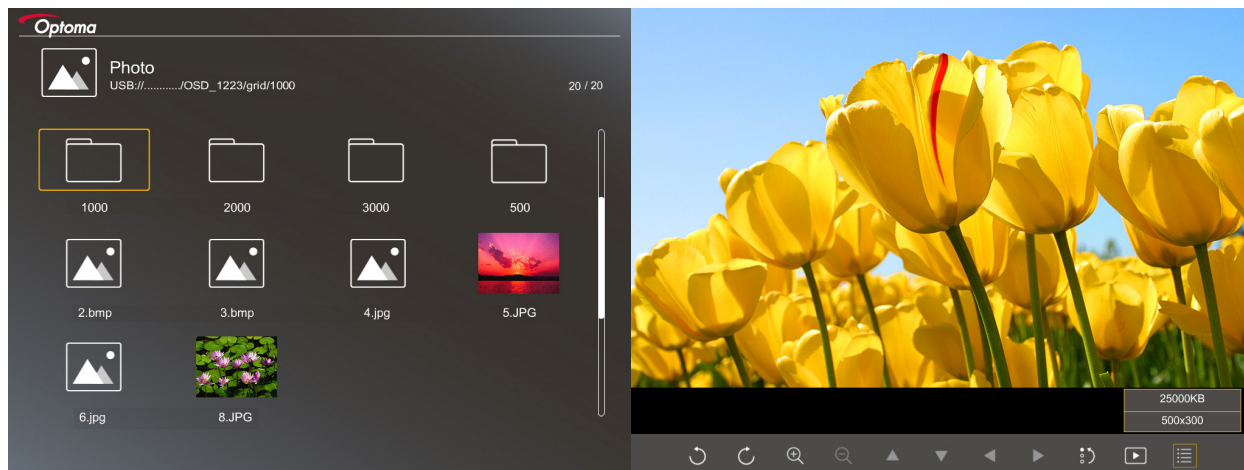 Optoma
Photo
USB://.........../OSD_1223/grid/1000
20 / 20
1000
2000
3000
500
2.bmp
3.bmp
4.jpg
5.JPG
6.jpg
8.JPG
25000KB
500x300